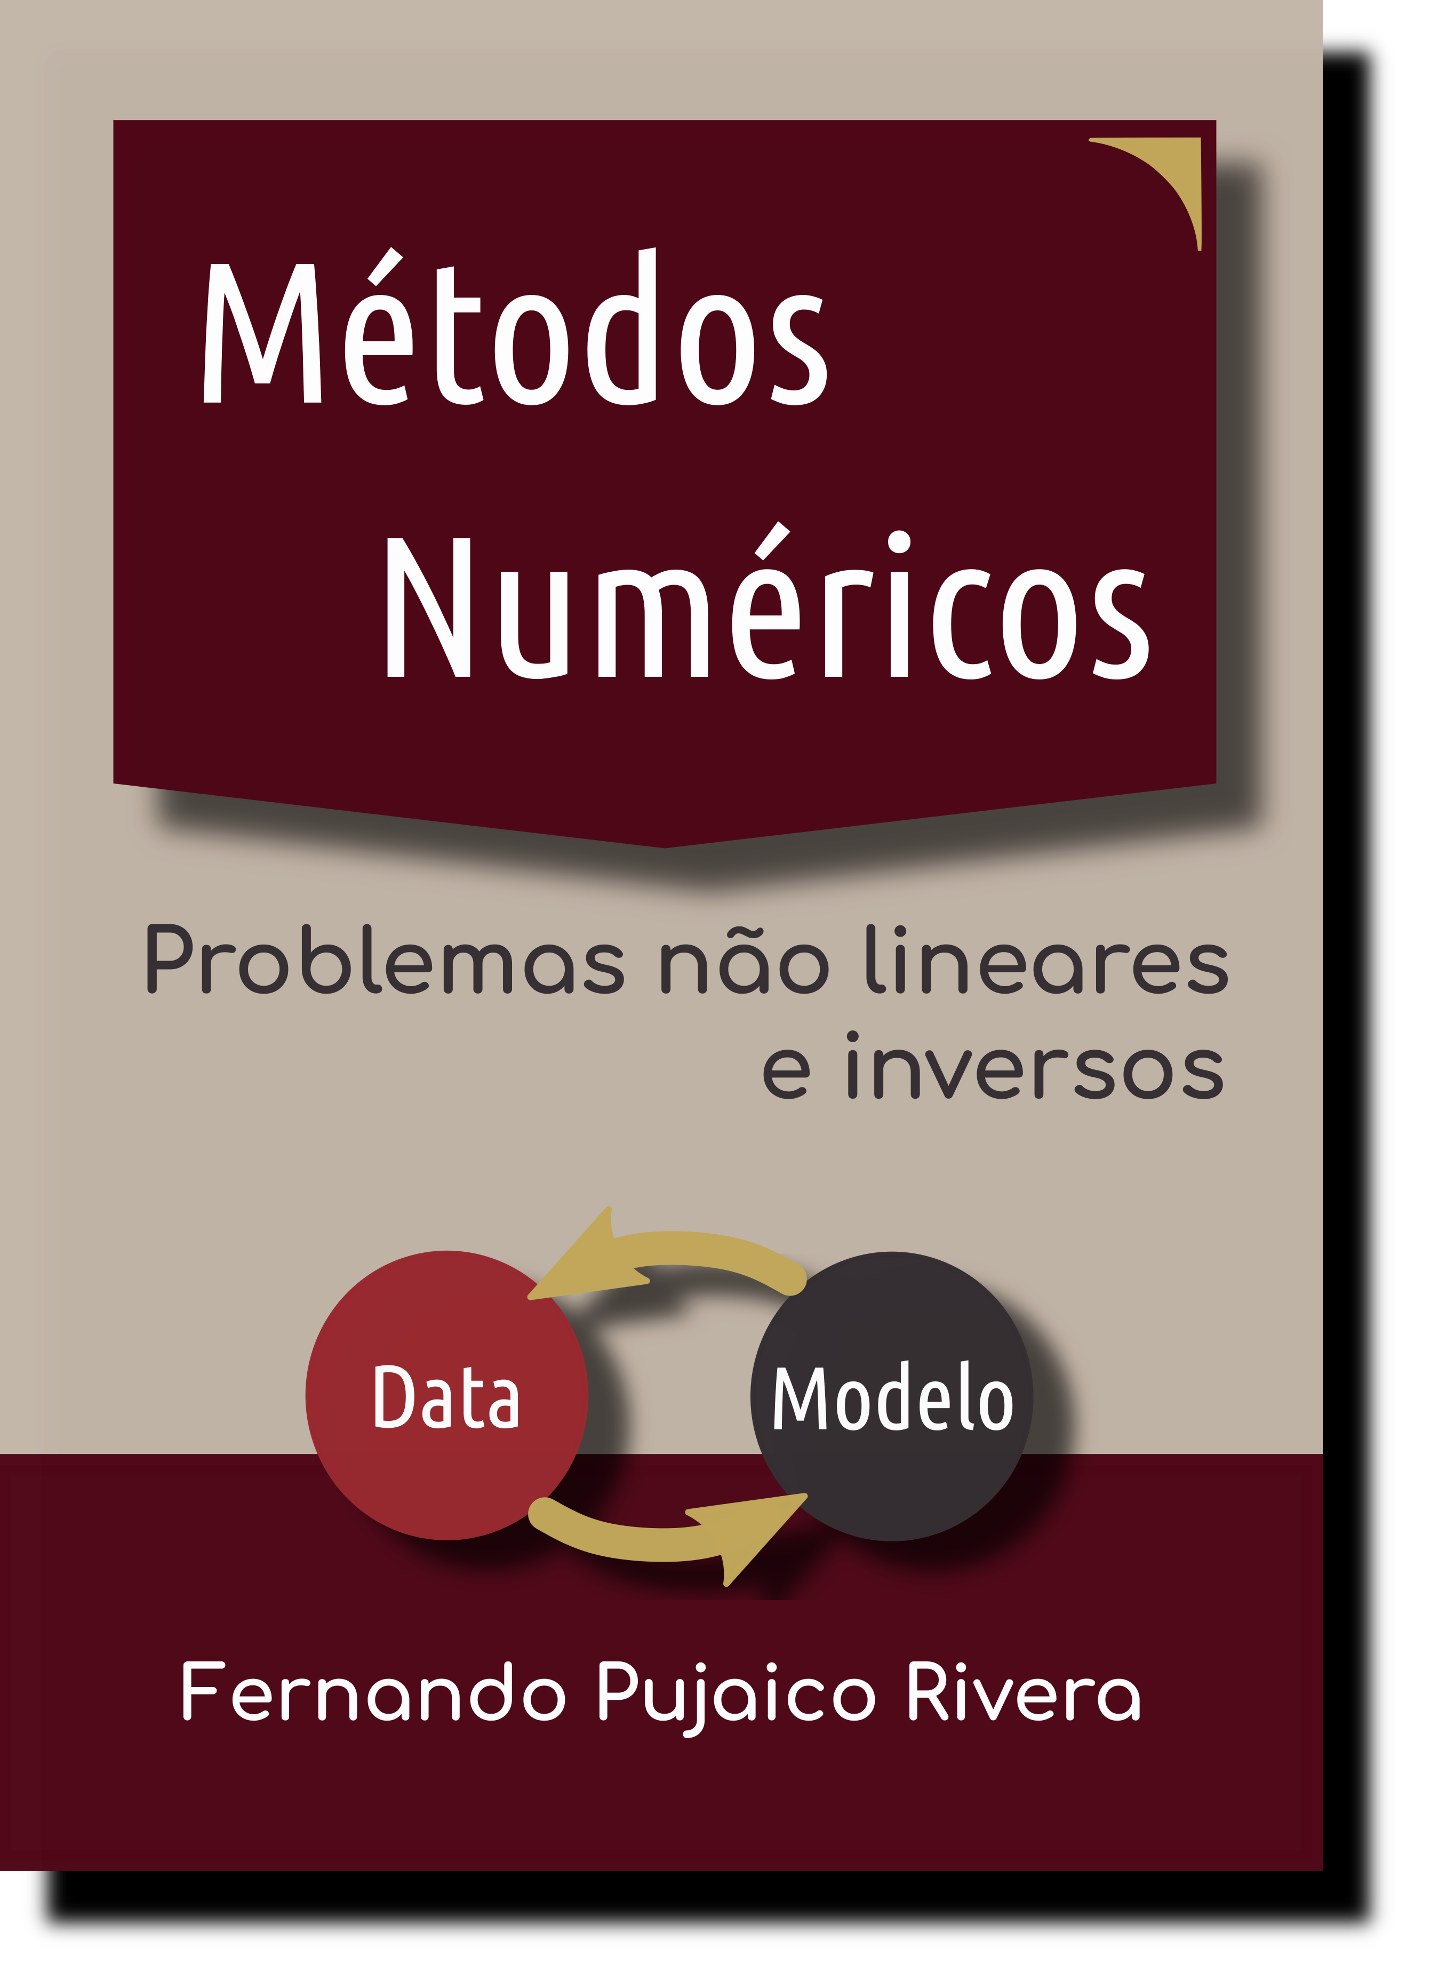 Métodos
Numéricos
Problemas não lineares
e inversos
Data
Modelo
Fernando Pujaico Rivera